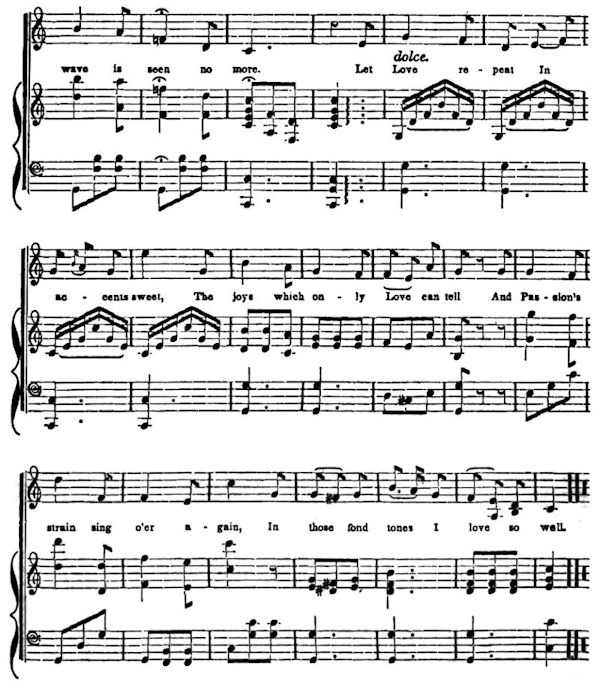 dolce.
wave is seen no more. Let Love re - peat In
ac - cents sweet, The joys which on - ly Love can tell And Pas - sion's
strain sing o'er a - gain, In those fond tones I love so well.